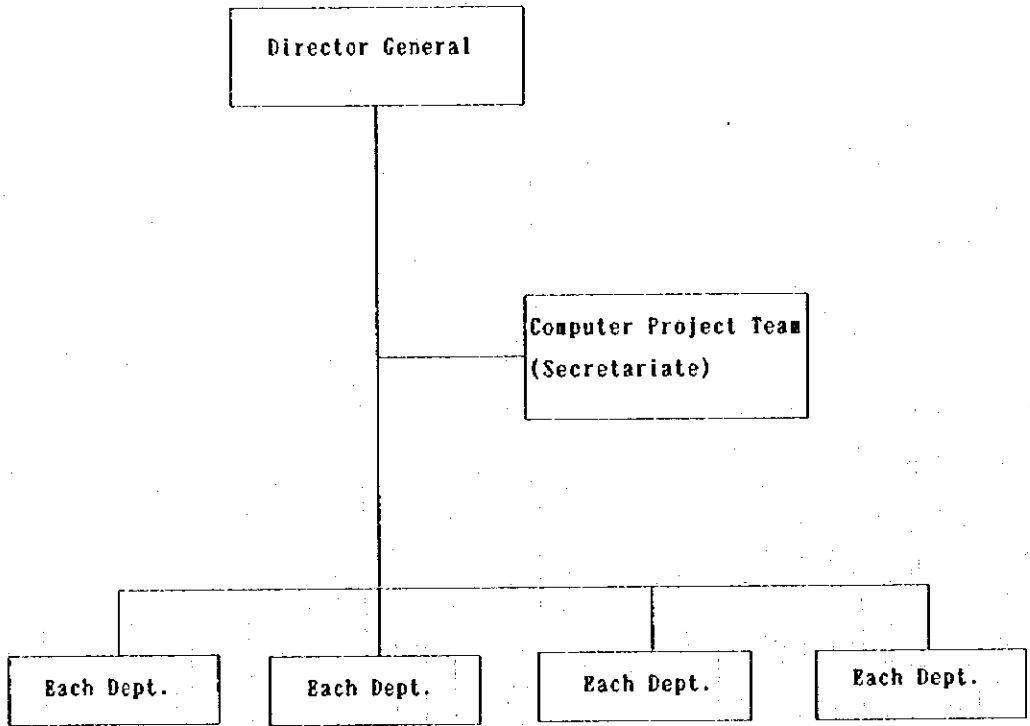 Director General
Computer Project Team
(Secretariate)
Each Dept.
Each Dept.
Each Dept.
Each Dept.